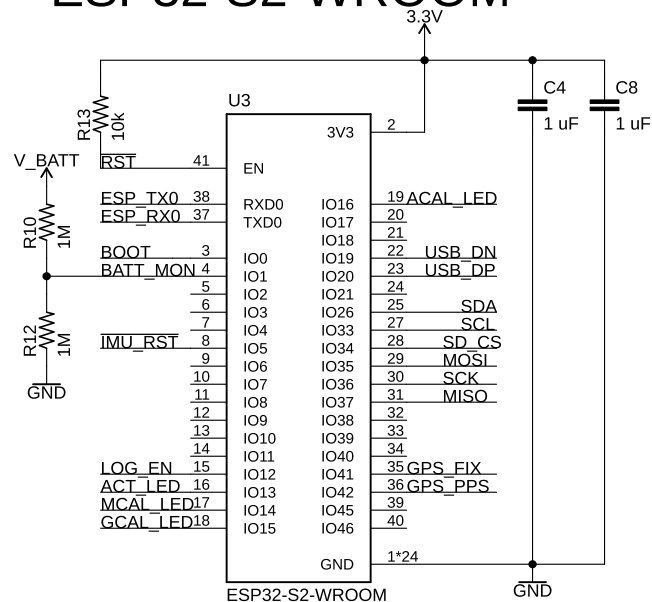 ESP32-S2-WROOM
3.3V
C4
C8
1 uF
1 uF
U3
R13
10k
3V3 2
RST 41 EN
V_BATT
ESP_TX0 38 RXD0 IO16 19 ACAL_LED
ESP_RX0 37 TXD0 IO17 20
IO18 21
R10
1M
BOOT 3 IO0 IO19 22 USB_DN
BATT_MON 4 IO1 IO20 23 USB_DP
5 IO2 IO21 24
6 IO3 IO26 25 SDA
7 IO4 IO33 27 SCL
R12
1M
IMU_RST 8 IO5 IO34 28 SD_CS
9 IO6 IO35 29 MOSI
10 IO7 IO36 30 SCK
GND
11 IO8 IO37 31 MISO
12 IO9 IO38 32
13 IO10 IO39 33
14 IO11 IO40 34
LOG_EN 15 IO12 IO41 35 GPS_FIX
ACT_LED 16 IO13 IO42 36 GPS_PPS
MCAL_LED 17 IO14 IO45 39
GCAL_LED 18 IO15 IO46 40
GND 1*24
GND
ESP32-S2-WROOM